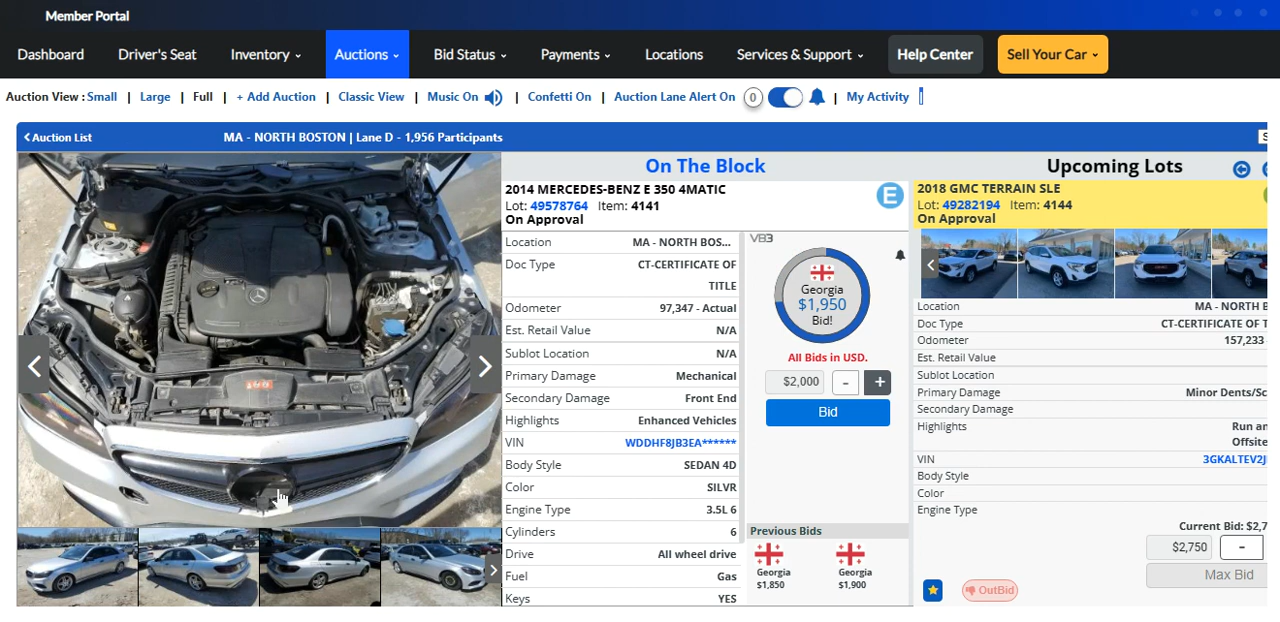 Member Portal
Dashboard Driver's Seat Inventory Auctions Bid Status Payments Locations Services & Support Help Center Sell Your Car
Auction View : Small | Large | Full | + Add Auction | Classic View | Music On | Confetti On | Auction Lane Alert On 0 | My Activity
Auction List MA - NORTH BOSTON | Lane D - 1,956 Participants S
On The Block
2014 MERCEDES-BENZ E 350 4MATIC
Lot: 49578764 Item: 4141
On Approval
E
Location MA - NORTH BOS...
Doc Type CT-CERTIFICATE OF
TITLE
Odometer 97,347 - Actual
Est. Retail Value N/A
Sublot Location N/A
Primary Damage Mechanical
Secondary Damage Front End
Highlights Enhanced Vehicles
VIN WDDHF8JB3EA******
Body Style SEDAN 4D
Color SILVR
Engine Type 3.5L 6
Cylinders 6
Drive All wheel drive
Fuel Gas
Keys YES
VB3
Georgia
$1,950
Bid!
All Bids in USD.
$2,000 - +
Bid
Previous Bids
Georgia
$1,850
Georgia
$1,900
Upcoming Lots
2018 GMC TERRAIN SLE
Lot: 49282194 Item: 4144
On Approval
Location MA - NORTH B
Doc Type CT-CERTIFICATE OF T
Odometer 157,233
Est. Retail Value
Sublot Location
Primary Damage Minor Dents/Sc
Secondary Damage
Highlights Run an
Offsite
VIN 3GKALTEV2J
Body Style
Color
Engine Type
Current Bid: $2,7
$2,750 -
Max Bid
OutBid